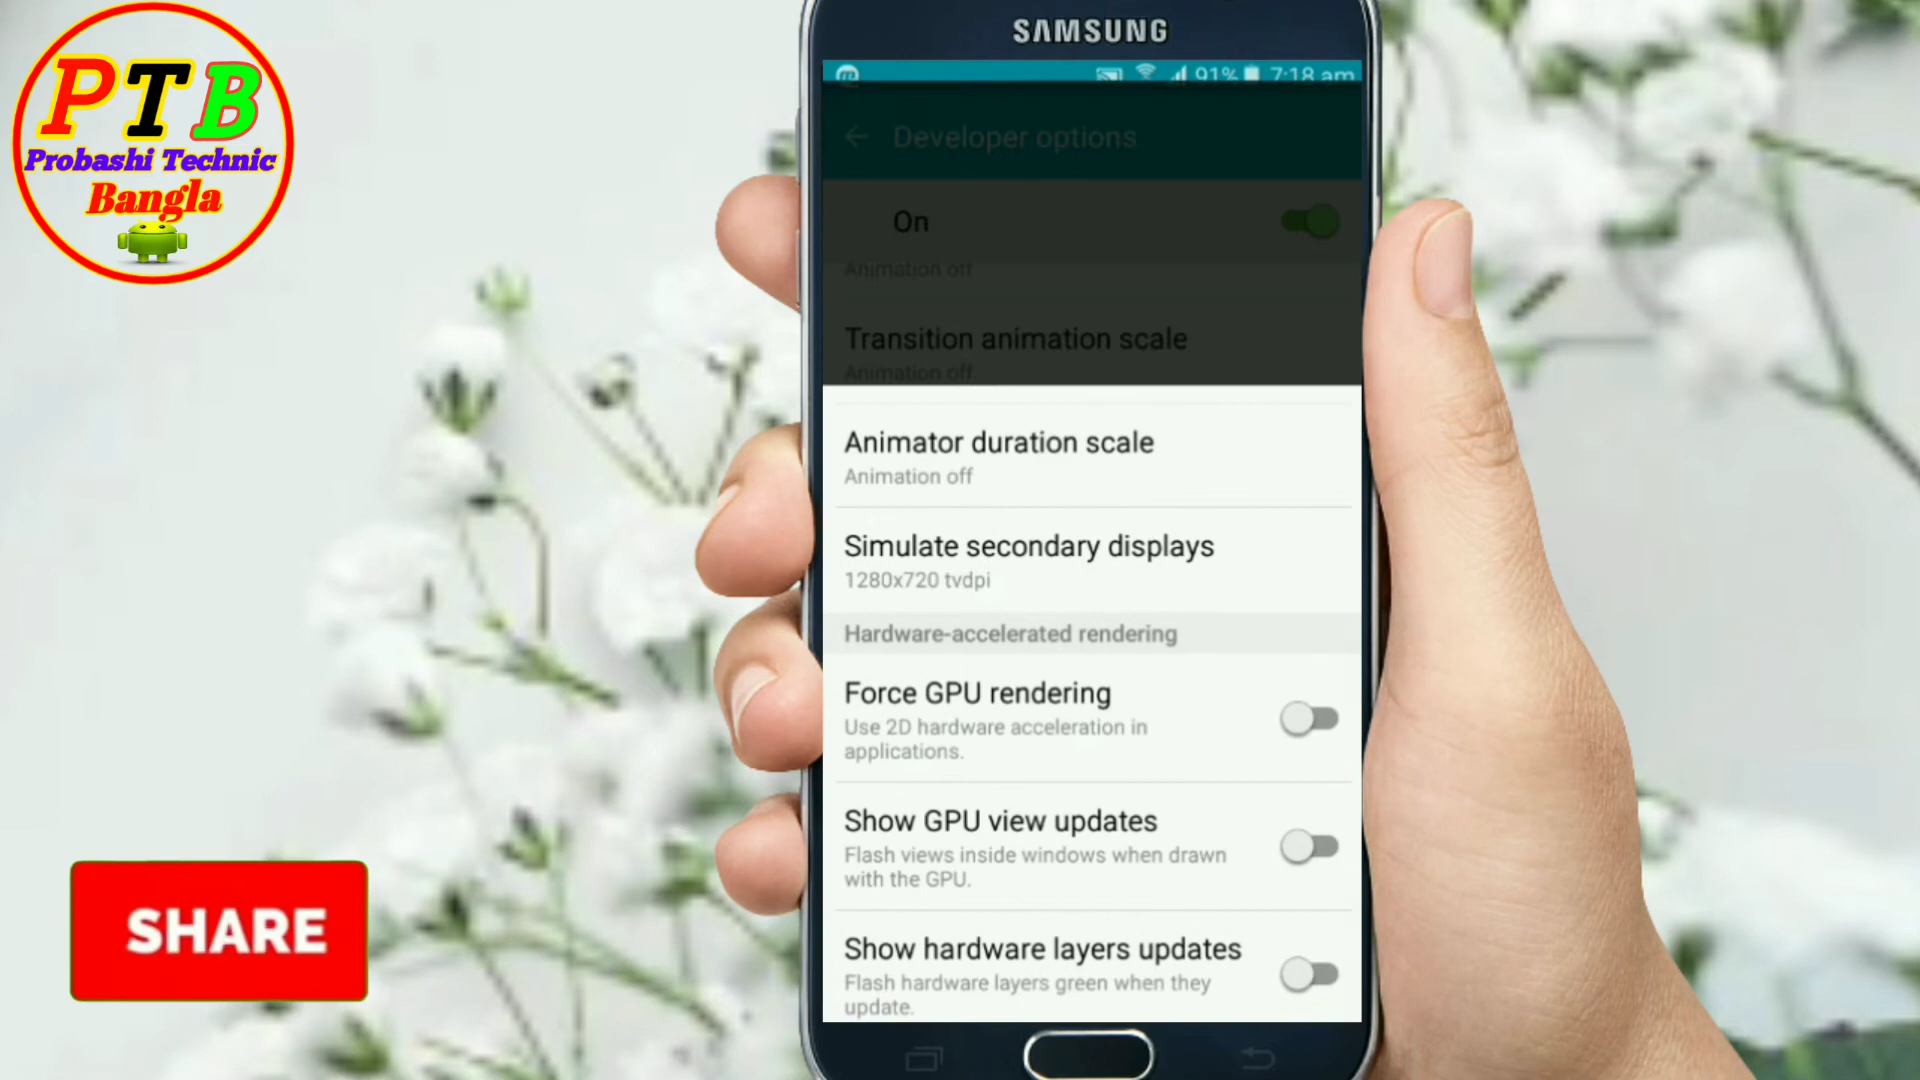 PTB
Probashi Technic
Bangla
SAMSUNG
91% 7:18 am
Developer options
On
Animation off
Transition animation scale
Animation off
Animator duration scale
Animation off
Simulate secondary displays
1280x720 tvdpi
Hardware-accelerated rendering
Force GPU rendering
Use 2D hardware acceleration in
applications.
Show GPU view updates
Flash views inside windows when drawn
with the GPU.
Show hardware layers updates
Flash hardware layers green when they
update.
SHARE